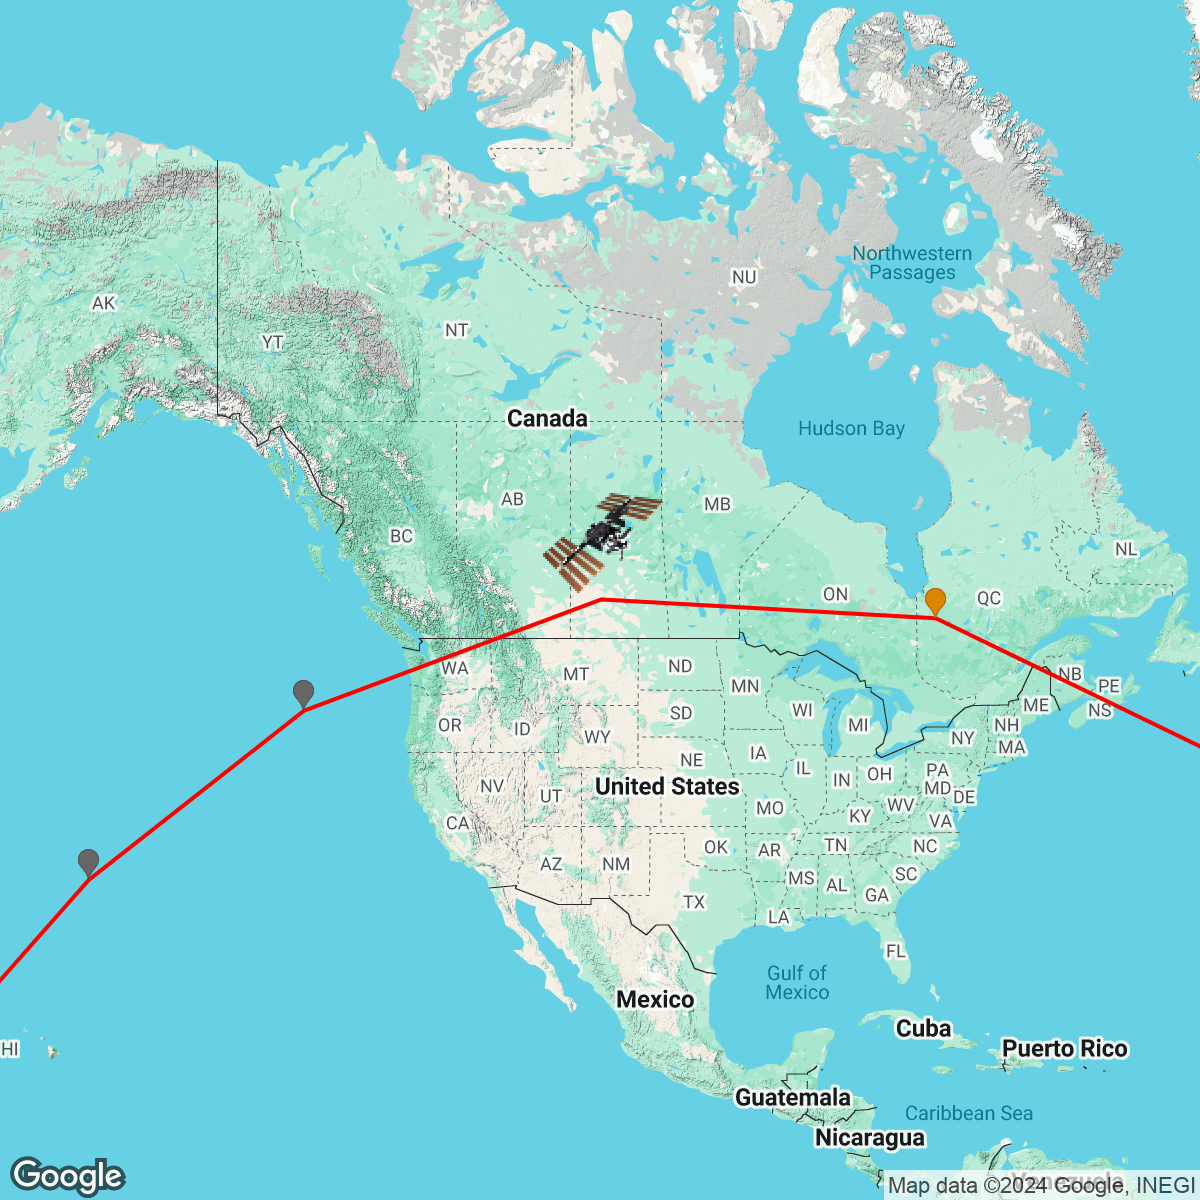 Northwestern
Passages
NU
AK
NT
YT
Canada
Hudson Bay
AB
MB
BC
NL
ON
QC
WA
MT
ND
NB
PE
MN
ME
NS
SD
WI
MI
OR
ID
NH
WY
NY
MA
IA
NE
IL
IN
OH
PA
United States
NV
UT
MD
DE
MO
WV
KY
VA
CA
OK
AR
TN
NC
AZ
NM
MS
AL
SC
GA
TX
LA
FL
Gulf of
Mexico
Mexico
Cuba
HI
Puerto Rico
Guatemala
Caribbean Sea
Nicaragua
Venezuela
Google
Map data ©2024 Google, INEGI